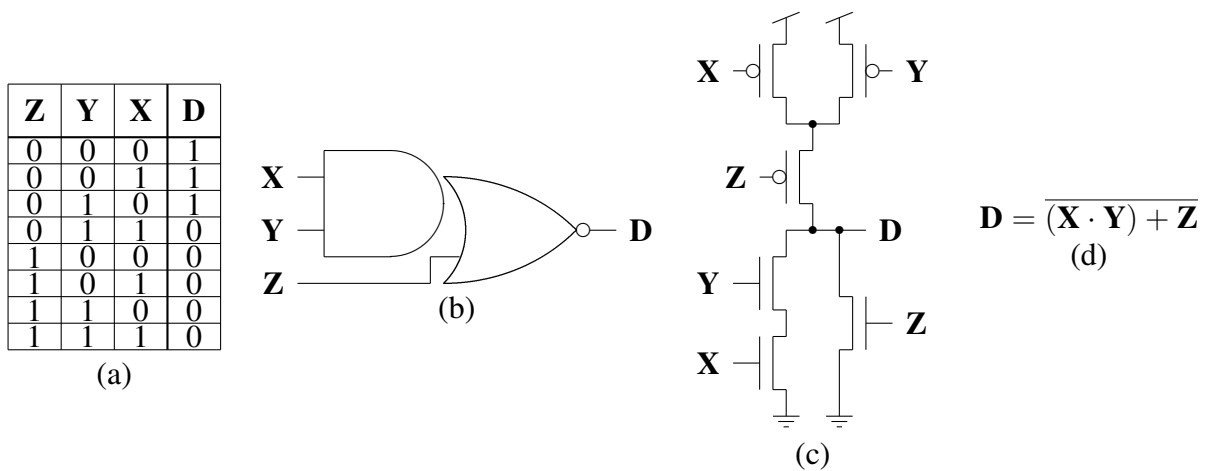 Z Y X D
0 0 0 1
0 0 1 1
0 1 0 1
0 1 1 0
1 0 0 0
1 0 1 0
1 1 0 0
1 1 1 0
(a)
X
Y
Z
D
(b)
X
Y
Z
D
Y
Z
X
(c)
D = \overline{(X · Y) + Z}
(d)